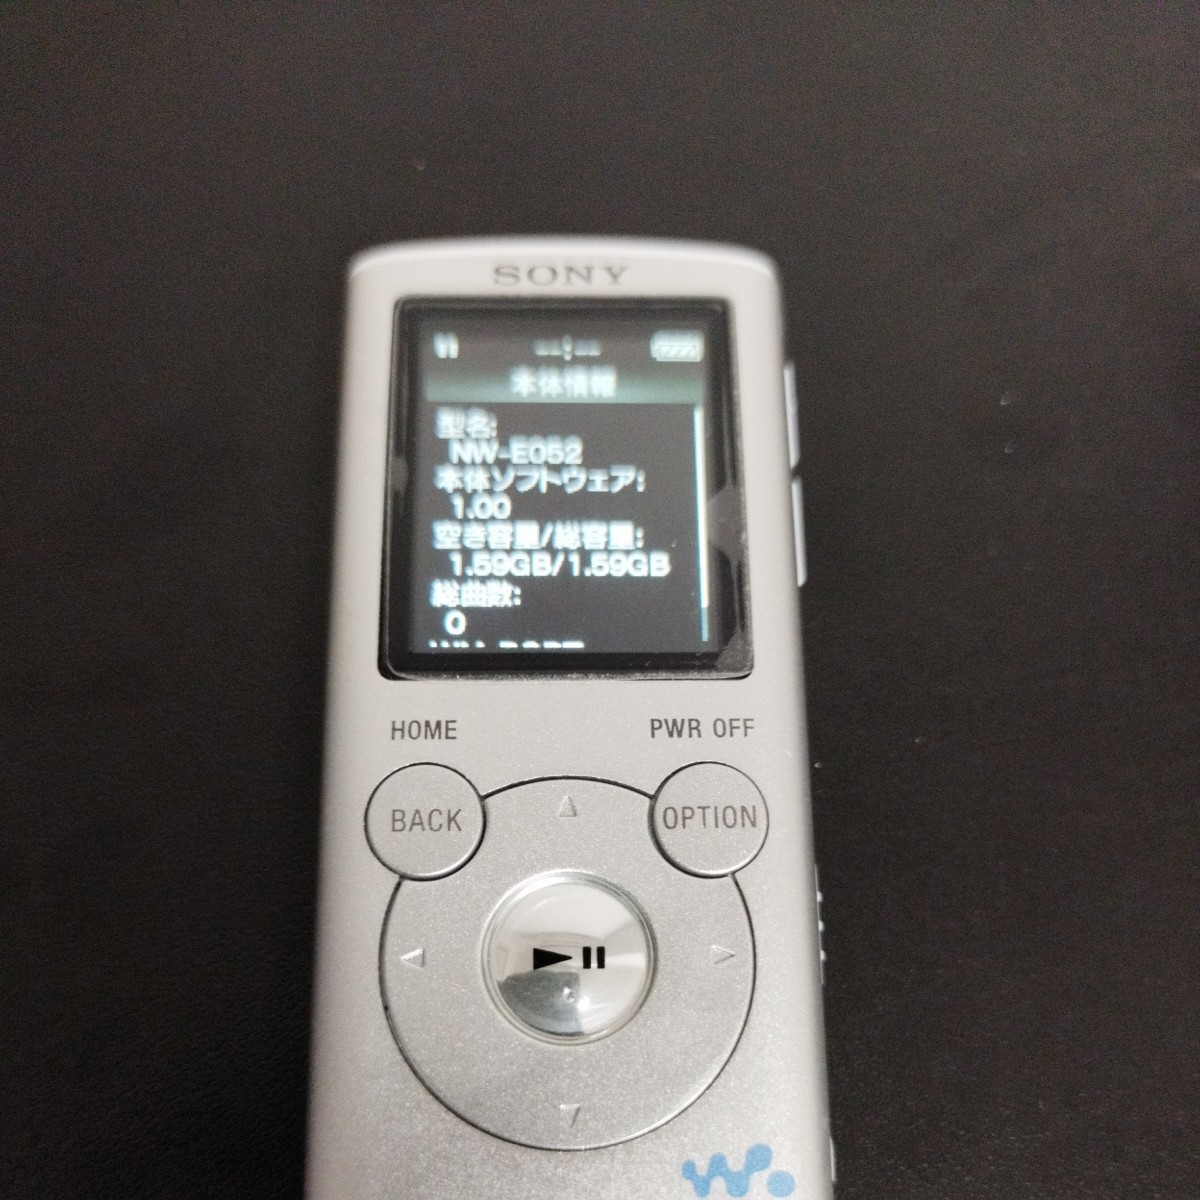 SONY
本体情報
型名:
NW-E052
本体ソフトウェア:
1.00
空き容量/総容量:
1.59GB/1.59GB
総曲数:
0
HOME PWR OFF
BACK OPTION